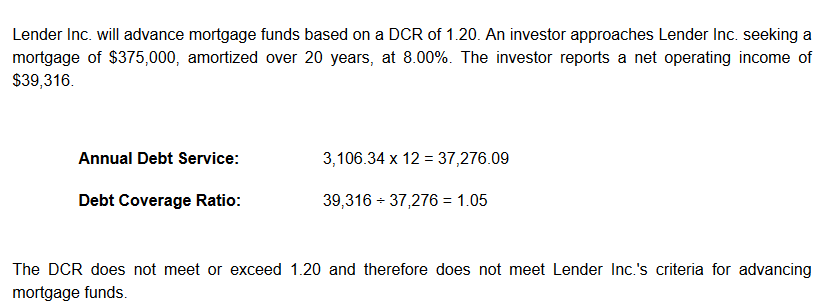 Lender Inc. will advance mortgage funds based on a DCR of 1.20. An investor approaches Lender Inc. seeking a
mortgage of $375,000, amortized over 20 years, at 8.00%. The investor reports a net operating income of
$39,316.
Annual Debt Service: 3,106.34 x 12 = 37,276.09
Debt Coverage Ratio: 39,316 ÷ 37,276 = 1.05
The DCR does not meet or exceed 1.20 and therefore does not meet Lender Inc.'s criteria for advancing
mortgage funds.